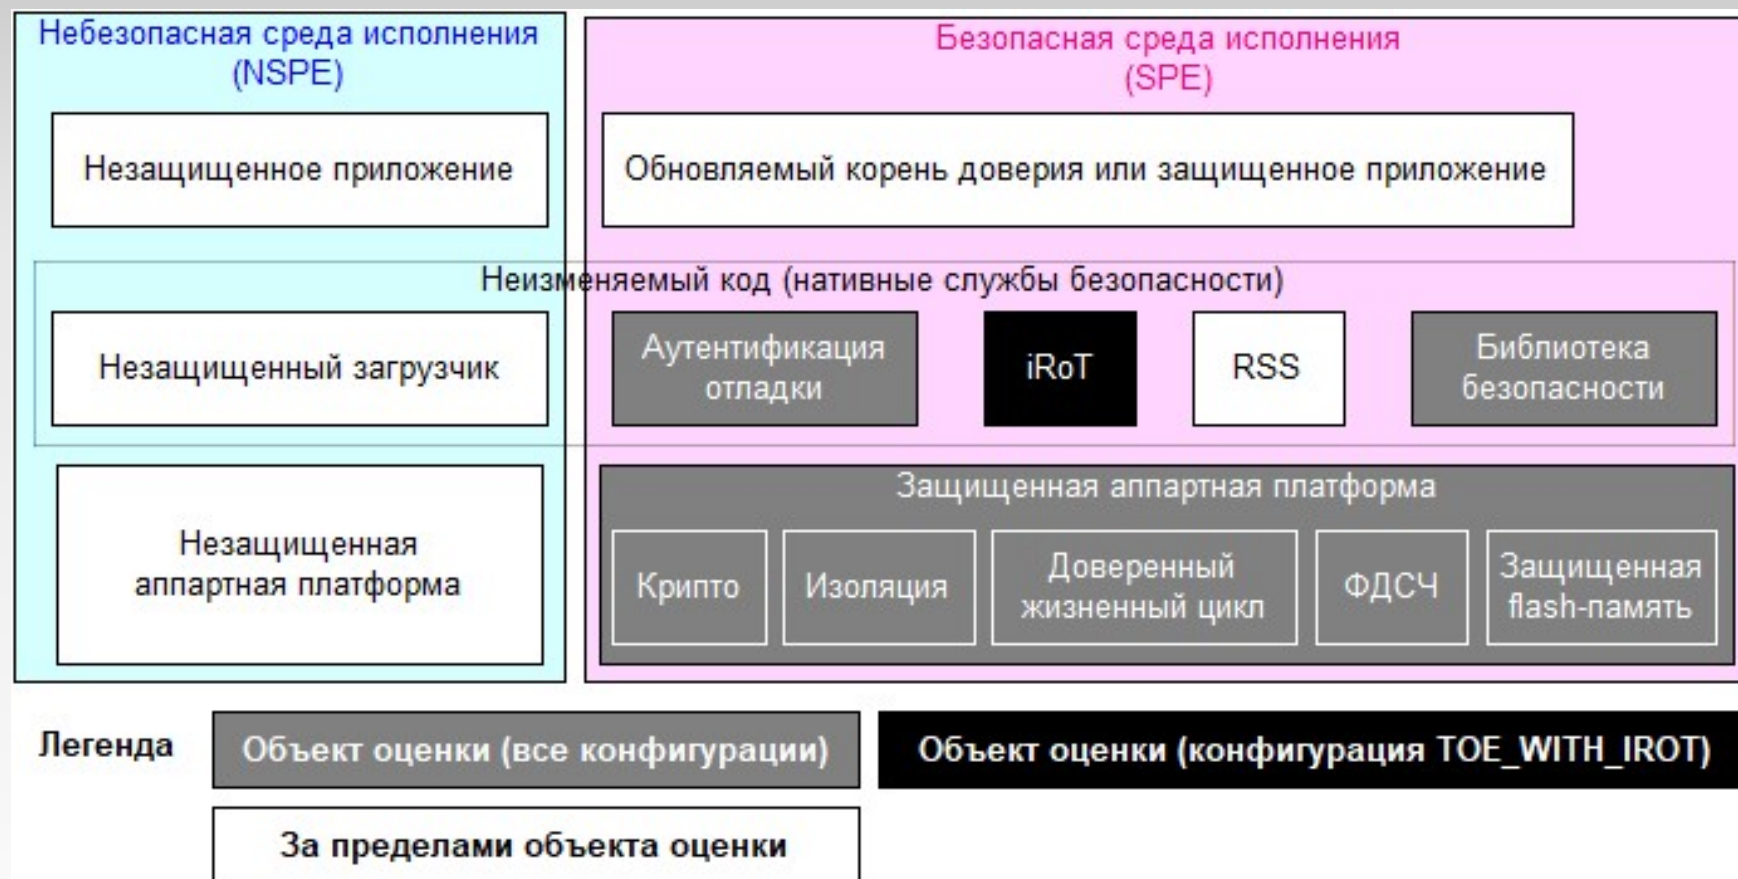 Небезопасная среда исполнения
(NSPE)
Безопасная среда исполнения
(SPE)
Незащищенное приложение
Обновляемый корень доверия или защищенное приложение
Неизменяемый код (нативные службы безопасности)
Незащищенный загрузчик
Аутентификация
отладки
iRoT
RSS
Библиотека
безопасности
Незащищенная
аппартная платформа
Защищенная аппартная платформа
Крипто
Изоляция
Доверенный
жизненный цикл
ФДСЧ
Защищенная
flash-память
Легенда
Объект оценки (все конфигурации)
Объект оценки (конфигурация TOE_WITH_IROT)
За пределами объекта оценки